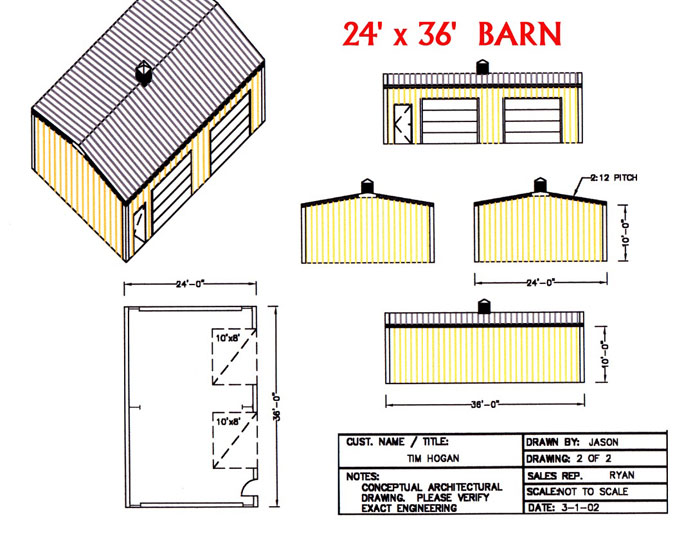 24' x 36' BARN
2:12 PITCH
10'-0"
24'-0"
24'-0"
10'x8'
36'-0"
10'x8'
10'-0"
36'-0"
CUST. NAME / TITLE:
TIM HOGAN
DRAWN BY: JASON
DRAWING: 2 OF 2
NOTES:
CONCEPTUAL ARCHITECTURAL
DRAWING. PLEASE VERIFY
EXACT ENGINEERING
SALES REP. RYAN
SCALE:NOT TO SCALE
DATE: 3-1-02